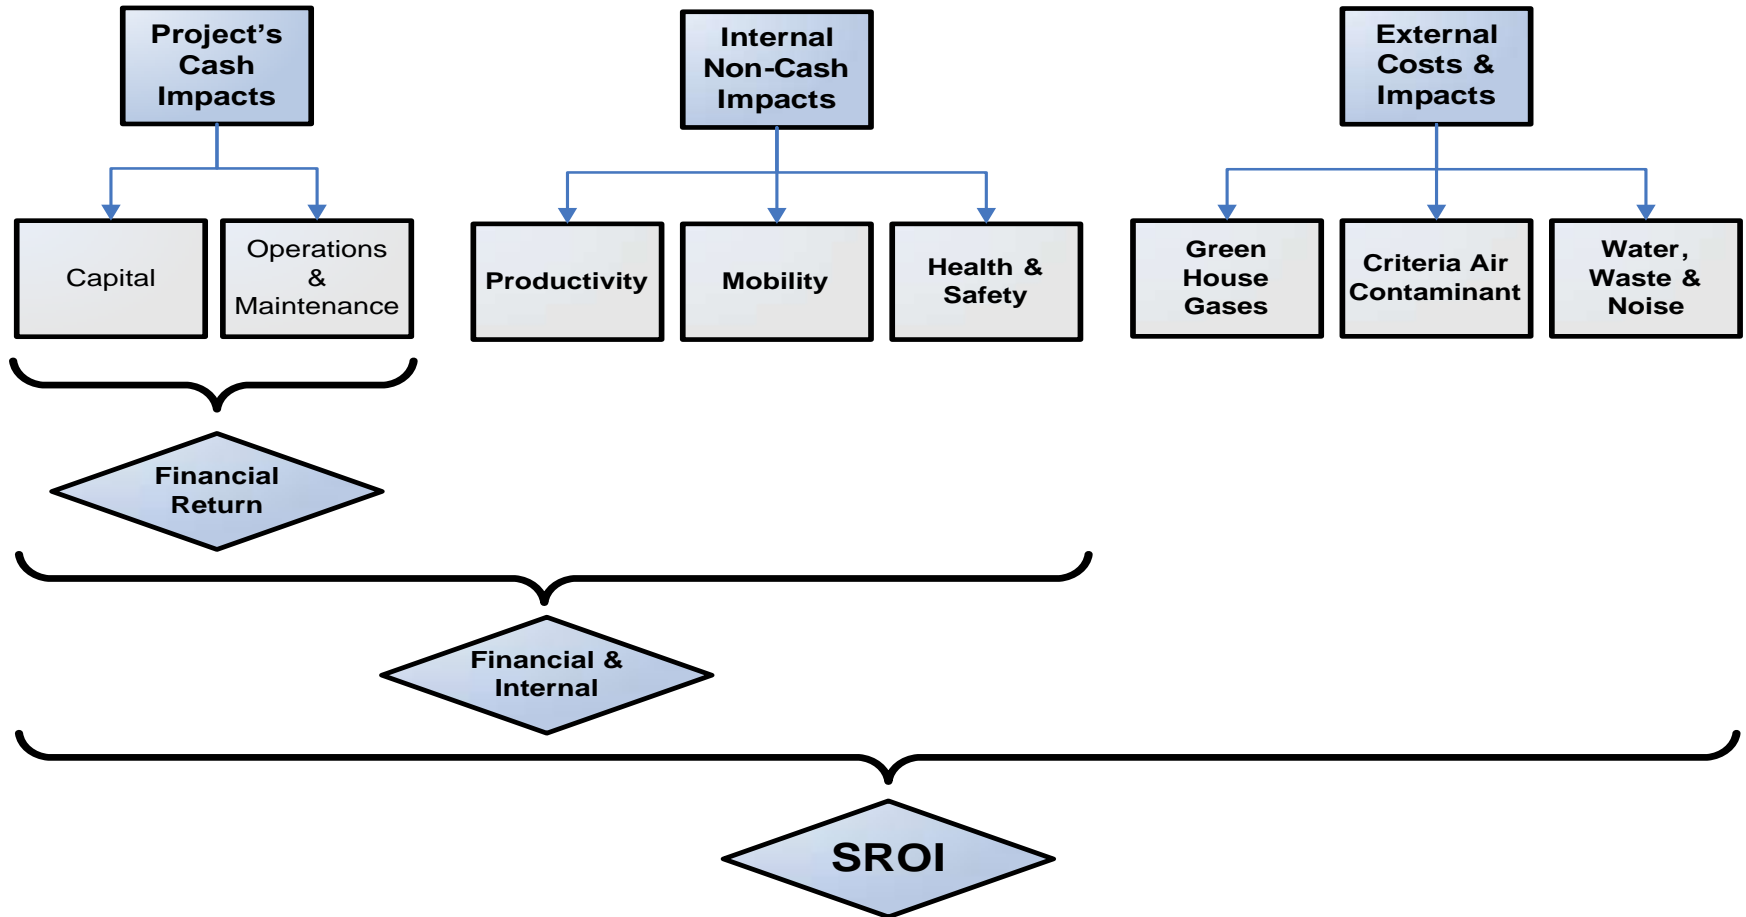 Project's
Cash
Impacts
Internal
Non-Cash
Impacts
External
Costs &
Impacts
Capital
Operations
&
Maintenance
Productivity
Mobility
Health &
Safety
Green
House
Gases
Criteria Air
Contaminant
Water,
Waste &
Noise
Financial
Return
Financial &
Internal
SROI